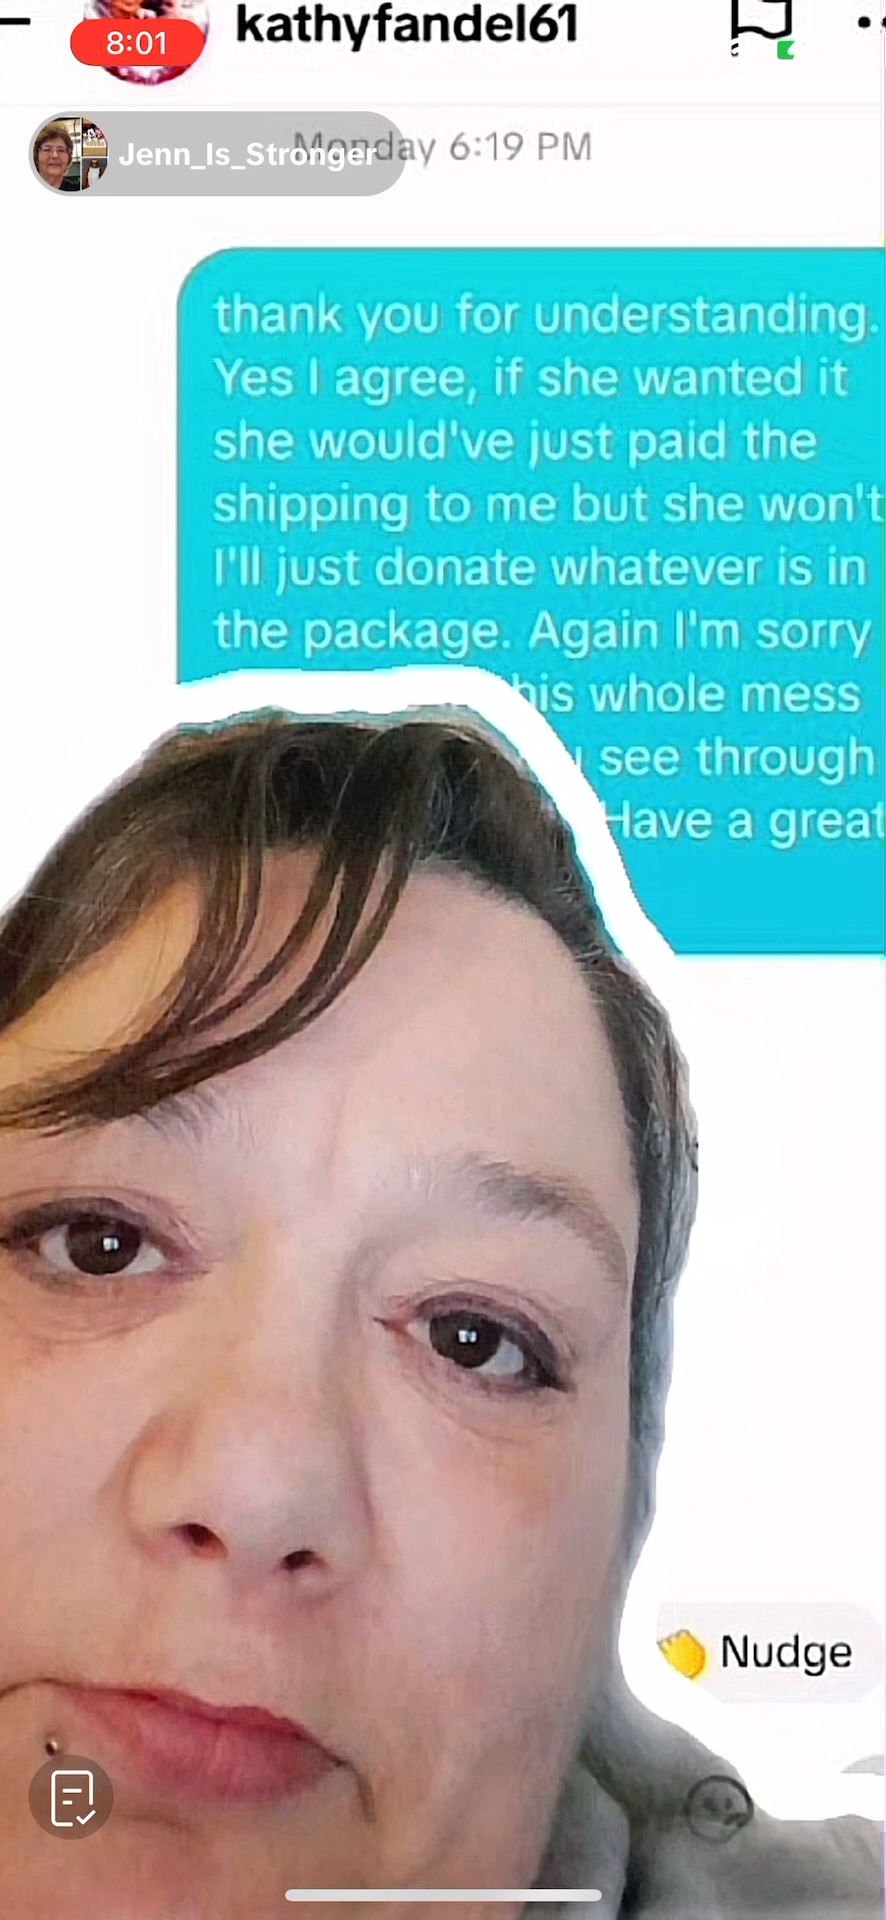 kathyfandel61
8:01
Monday 6:19 PM
Jenn_Is_Stronger
thank you for understanding.
Yes I agree, if she wanted it
she would've just paid the
shipping to me but she won't
I'll just donate whatever is in
the package. Again I'm sorry
this whole mess
see through
Have a great
Nudge